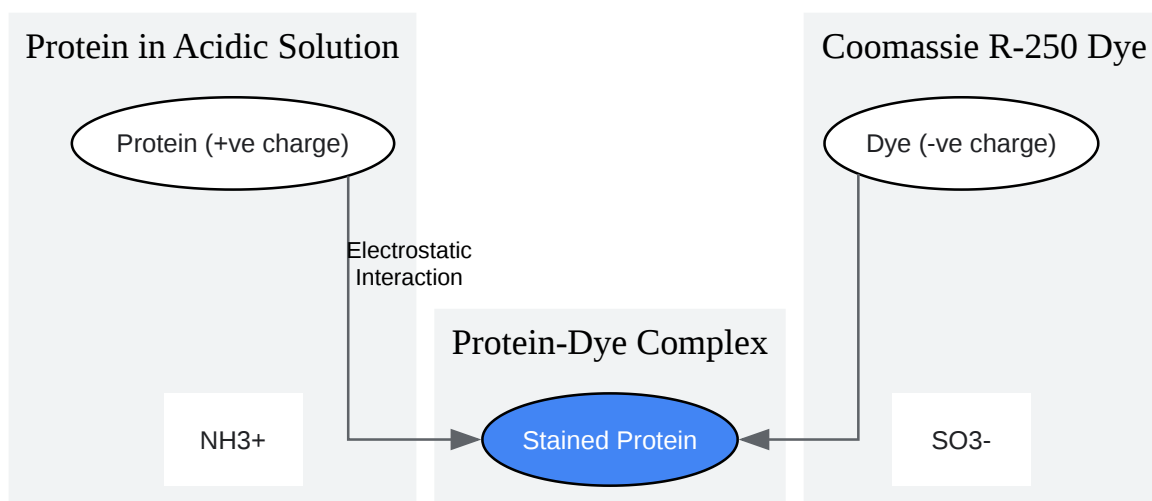 Protein in Acidic Solution
Coomassie R-250 Dye
Protein (+ve charge)
Dye (-ve charge)
Electrostatic
Interaction
Protein-Dye Complex
NH3+
Stained Protein
SO3-